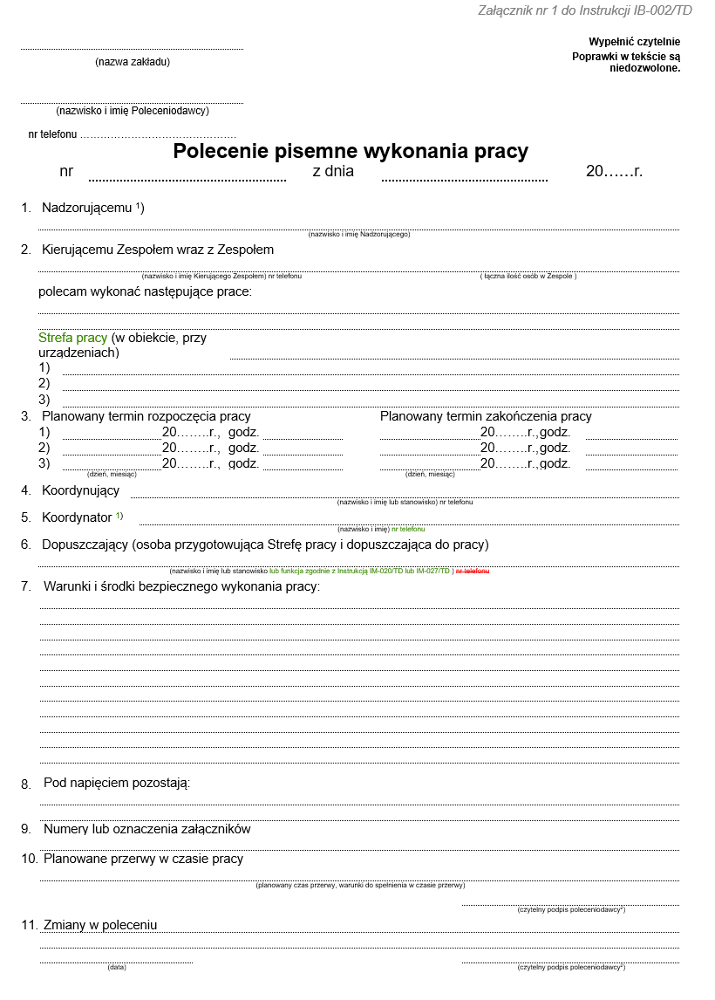 Załącznik nr 1 do Instrukcji IB-002/TD
Wypełnić czytelnie
(nazwa zakładu)
Poprawki w tekście są
niedozwolone.
(nazwisko i imię Poleceniodawcy)
nr telefonu ……………………………………….
Polecenie pisemne wykonania pracy
nr z dnia 20……r.
1. Nadzorującemu ¹)
(nazwisko i imię Nadzorującego)
2. Kierującemu Zespołem wraz z Zespołem
(nazwisko i imię Kierującego Zespołem) nr telefonu ( łączna ilość osób w Zespole )
polecam wykonać następujące prace:
Strefa pracy (w obiekcie, przy
urządzeniach)
1)
2)
3)
3. Planowany termin rozpoczęcia pracy Planowany termin zakończenia pracy
1) 20……..r., godz. 20……..r.,godz.
2) 20……..r., godz. 20……..r.,godz.
3) 20……..r., godz. 20……..r.,godz.
(dzień, miesiąc) (dzień, miesiąc)
4. Koordynujący
(nazwisko i imię lub stanowisko) nr telefonu
5. Koordynator ¹)
(nazwisko i imię) nr telefonu
6. Dopuszczający (osoba przygotowująca Strefę pracy i dopuszczająca do pracy)
(nazwisko i imię lub stanowisko lub funkcja zgodnie z Instrukcją IM-020/TD lub IM-027/TD ) nr telefonu
7. Warunki i środki bezpiecznego wykonania pracy:
8. Pod napięciem pozostają:
9. Numery lub oznaczenia załączników
10. Planowane przerwy w czasie pracy
(planowany czas przerwy, warunki do spełnienia w czasie przerwy)
(czytelny podpis poleceniodawcy²)
11. Zmiany w poleceniu
(data) (czytelny podpis poleceniodawcy²)